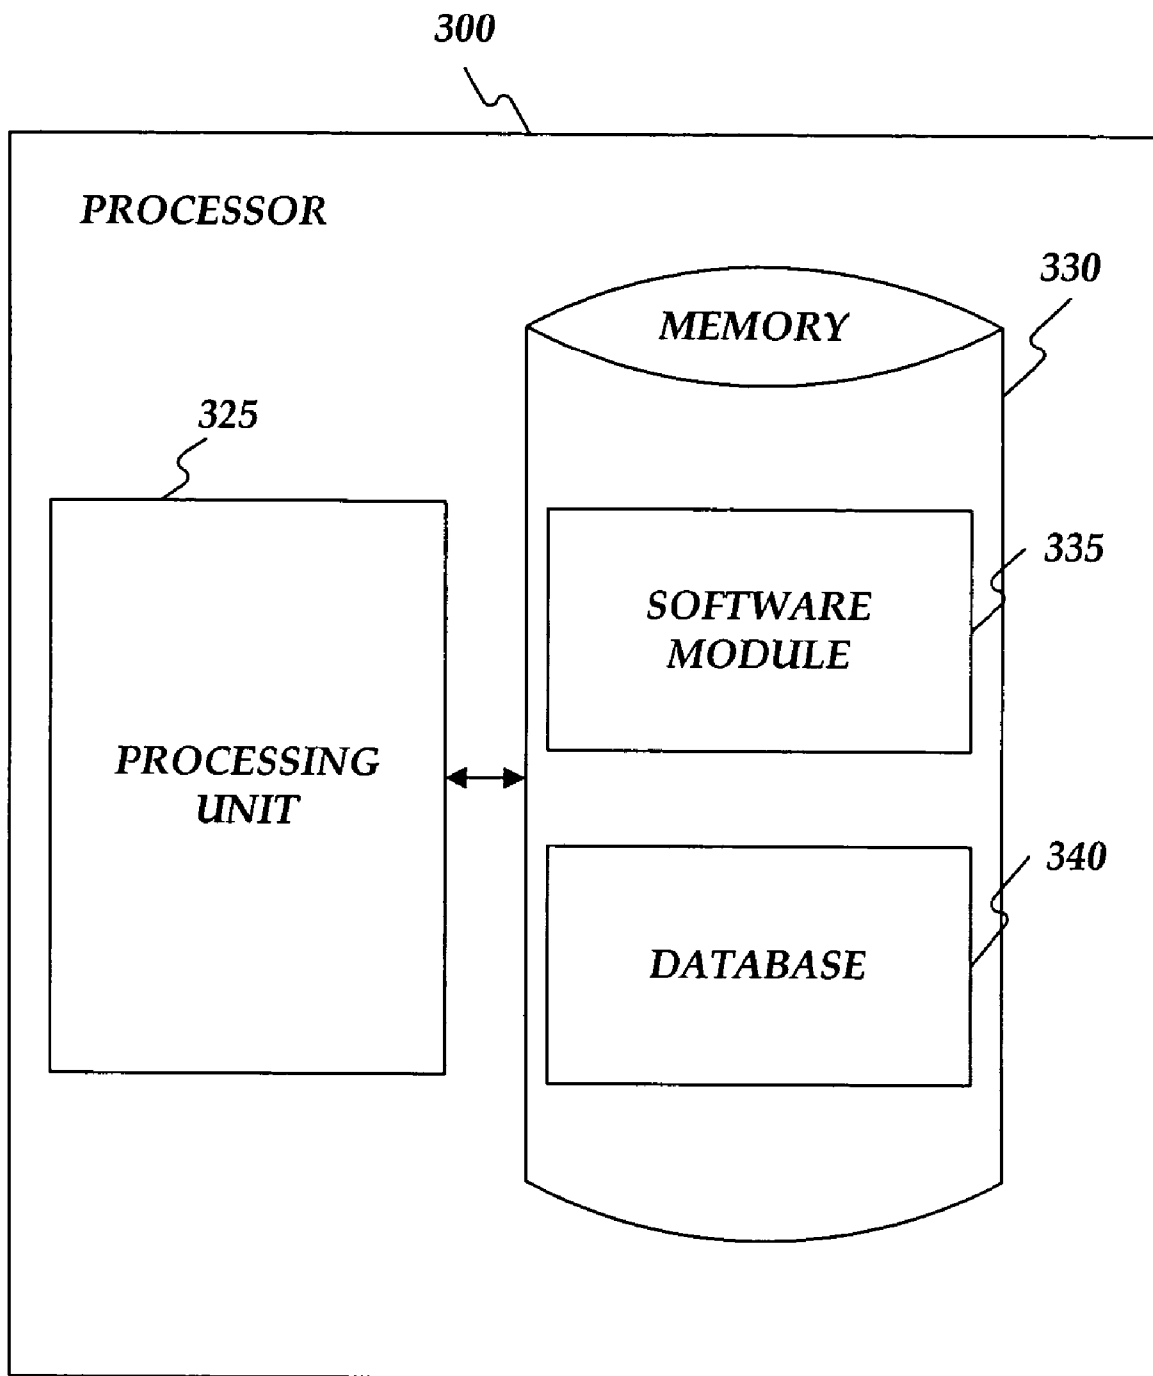 300
PROCESSOR
330
MEMORY
325
335
SOFTWARE
MODULE
PROCESSING
UNIT
340
DATABASE